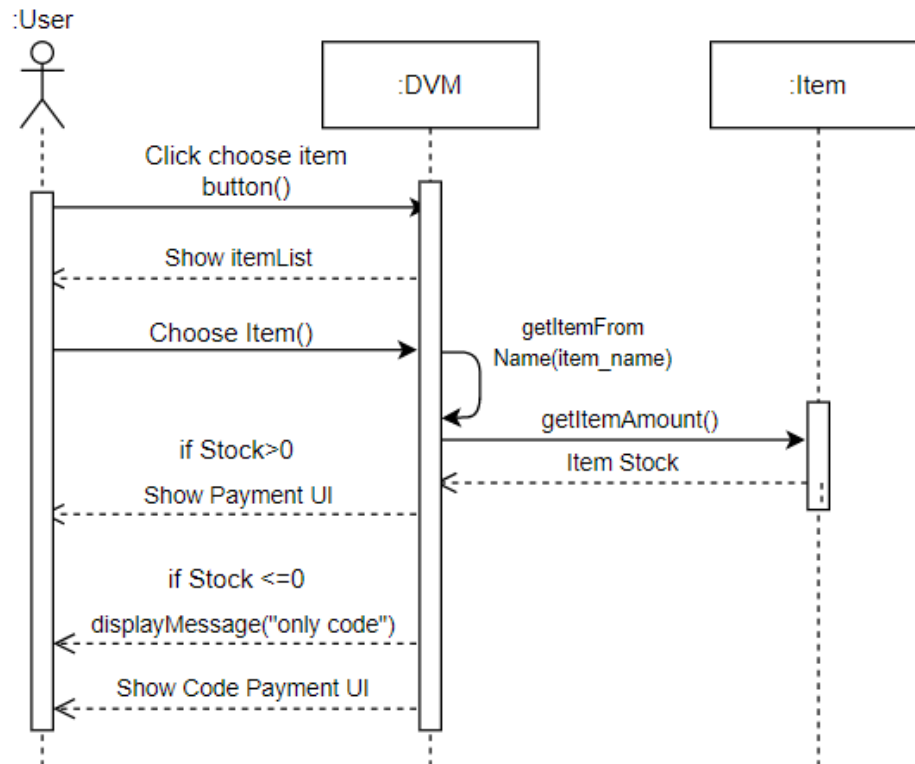 :User
:DVM
:Item
Click choose item
button()
Show itemList
Choose Item()
getItemFrom
Name(item_name)
getItemAmount()
if Stock>0
Item Stock
Show Payment UI
if Stock <=0
displayMessage("only code")
Show Code Payment UI